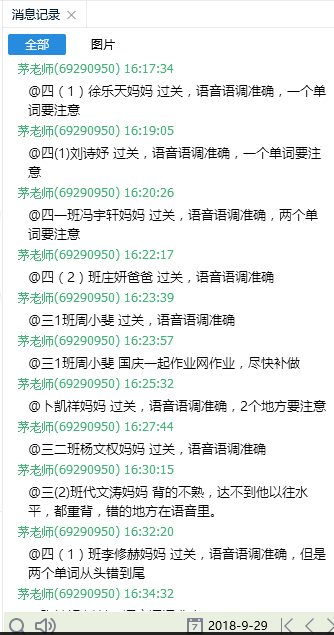 消息记录 ×
全部 图片
茅老师(69290950) 16:17:34
@四（1）徐乐天妈妈 过关，语音语调准确，一个单
词要注意
茅老师(69290950) 16:19:05
@四(1)刘诗妤 过关，语音语调准确，一个单词要注
意
茅老师(69290950) 16:20:26
@四一班冯宇轩妈妈 过关，语音语调准确，两个单
词要注意
茅老师(69290950) 16:22:17
@四（2）班庄妍爸爸 过关，语音语调准确
茅老师(69290950) 16:23:39
@三1班周小斐 过关，语音语调准确
茅老师(69290950) 16:23:57
@三1班周小斐 国庆一起作业网作业，尽快补做
茅老师(69290950) 16:25:32
@卜凯祥妈妈 过关，语音语调准确，2个地方要注意
茅老师(69290950) 16:27:44
@三二班杨文权妈妈 过关，语音语调准确
茅老师(69290950) 16:30:15
@三(2)班代文涛妈妈 背的不熟，达不到他以往水
平，都重背，错的地方在语音里。
茅老师(69290950) 16:32:20
@四（1）班李修赫妈妈 过关，语音语调准确，但是
两个单词从头错到尾
茅老师(69290950) 16:34:32
2018-9-29